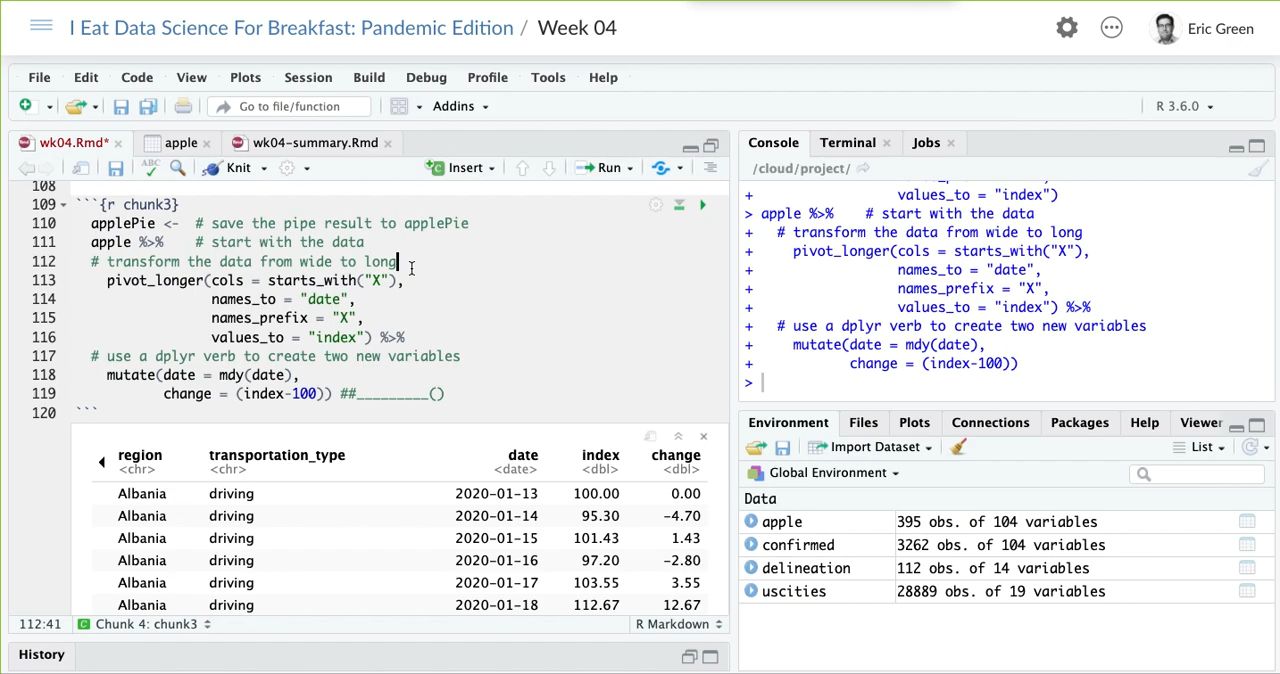 I Eat Data Science For Breakfast: Pandemic Edition / Week 04
Eric Green
File Edit Code View Plots Session Build Debug Profile Tools Help
Go to file/function Addins R 3.6.0
wk04.Rmd* apple wk04-summary.Rmd
ABC Knit Insert Run
108
109 ```{r chunk3}
110 applePie <- # save the pipe result to applePie
111 apple %>% # start with the data
112 # transform the data from wide to long
113 pivot_longer(cols = starts_with("X"),
114 names_to = "date",
115 names_prefix = "X",
116 values_to = "index") %>%
117 # use a dplyr verb to create two new variables
118 mutate(date = mdy(date),
119 change = (index-100)) ##_________()
120 ```
region transportation_type date index change
<chr> <chr> <date> <dbl> <dbl>
Albania driving 2020-01-13 100.00 0.00
Albania driving 2020-01-14 95.30 -4.70
Albania driving 2020-01-15 101.43 1.43
Albania driving 2020-01-16 97.20 -2.80
Albania driving 2020-01-17 103.55 3.55
Albania driving 2020-01-18 112.67 12.67
112:41 Chunk 4: chunk3 R Markdown
History
Console Terminal Jobs
/cloud/project/
+ values_to = "index")
> apple %>% # start with the data
+ # transform the data from wide to long
+ pivot_longer(cols = starts_with("X"),
+ names_to = "date",
+ names_prefix = "X",
+ values_to = "index") %>%
+ # use a dplyr verb to create two new variables
+ mutate(date = mdy(date),
+ change = (index-100))
>
Environment Files Plots Connections Packages Help Viewer
Import Dataset List
Global Environment
Data
apple 395 obs. of 104 variables
confirmed 3262 obs. of 104 variables
delineation 112 obs. of 14 variables
uscities 28889 obs. of 19 variables